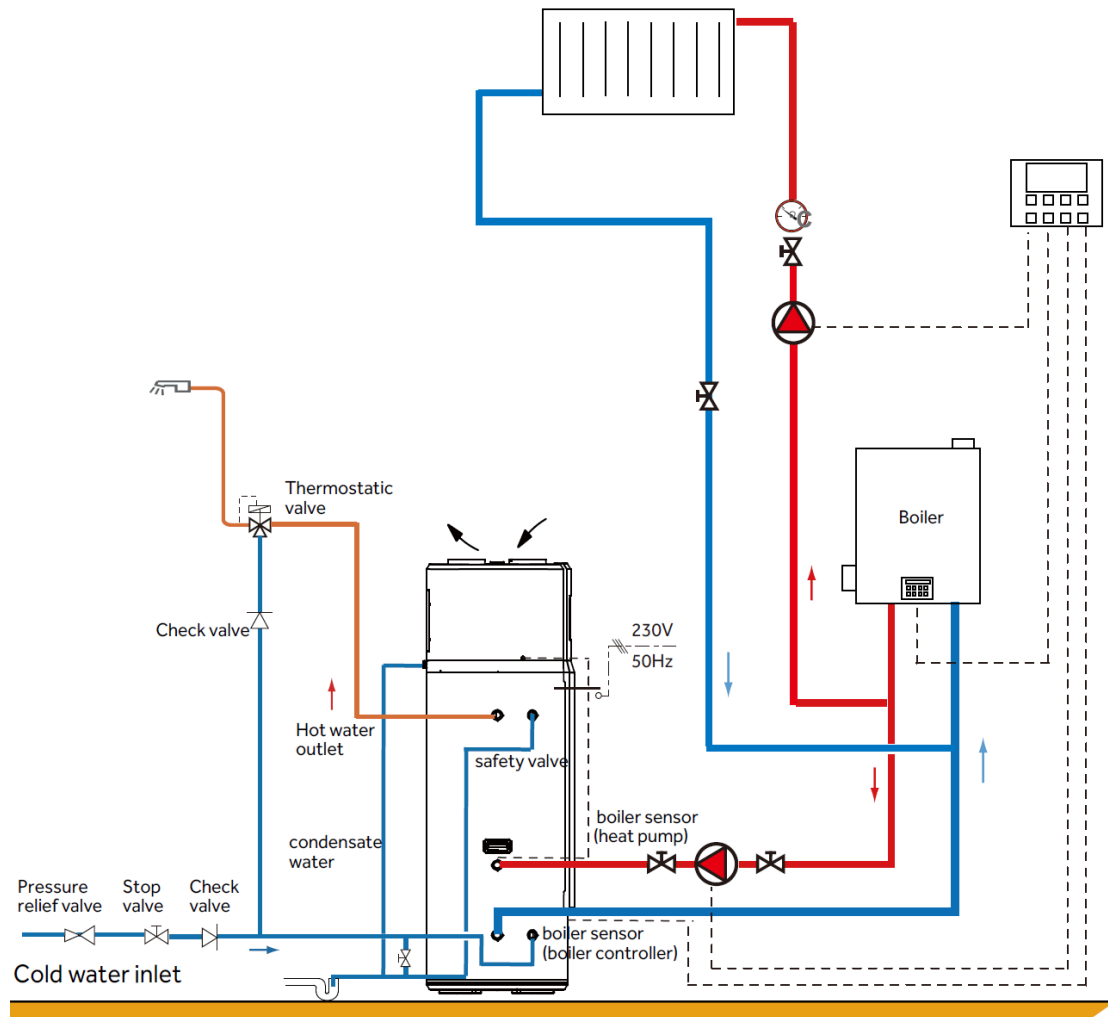 Boiler
Thermostatic
valve
Check valve
230V
50Hz
Hot water
outlet
safety valve
condensate
water
boiler sensor
(heat pump)
Pressure
relief valve
Stop
valve
Check
valve
boiler sensor
(boiler controller)
Cold water inlet